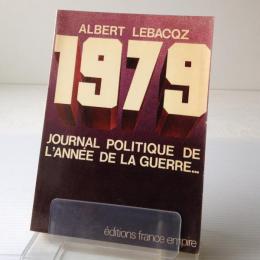 ALBERT LEBACQZ
1979
JOURNAL POLITIQUE DE
L'ANNÉE DE LA GUERRE...
éditions france empire